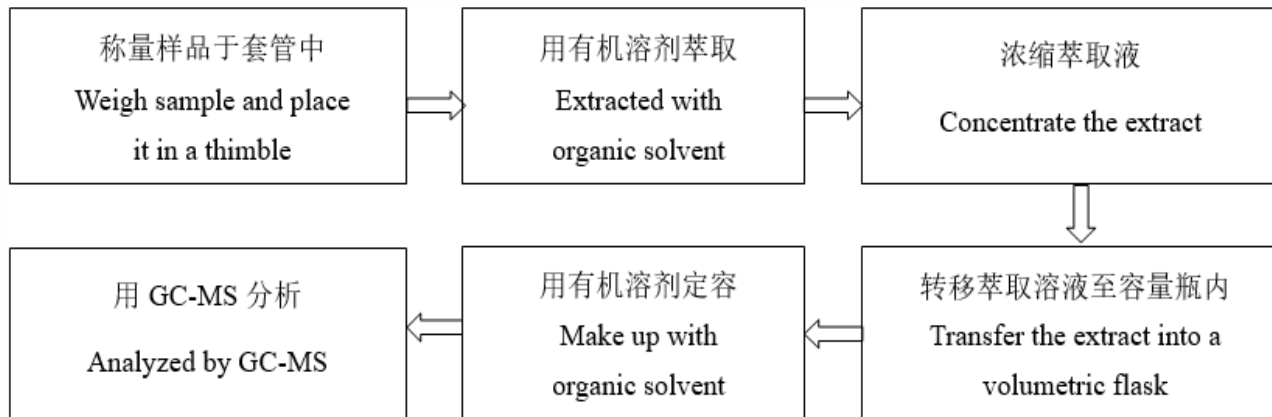 称量样品于套管中
Weigh sample and place
it in a thimble
用有机溶剂萃取
Extracted with
organic solvent
浓缩萃取液
Concentrate the extract
转移萃取溶液至容量瓶内
Transfer the extract into a
volumetric flask
用有机溶剂定容
Make up with
organic solvent
用 GC-MS 分析
Analyzed by GC-MS